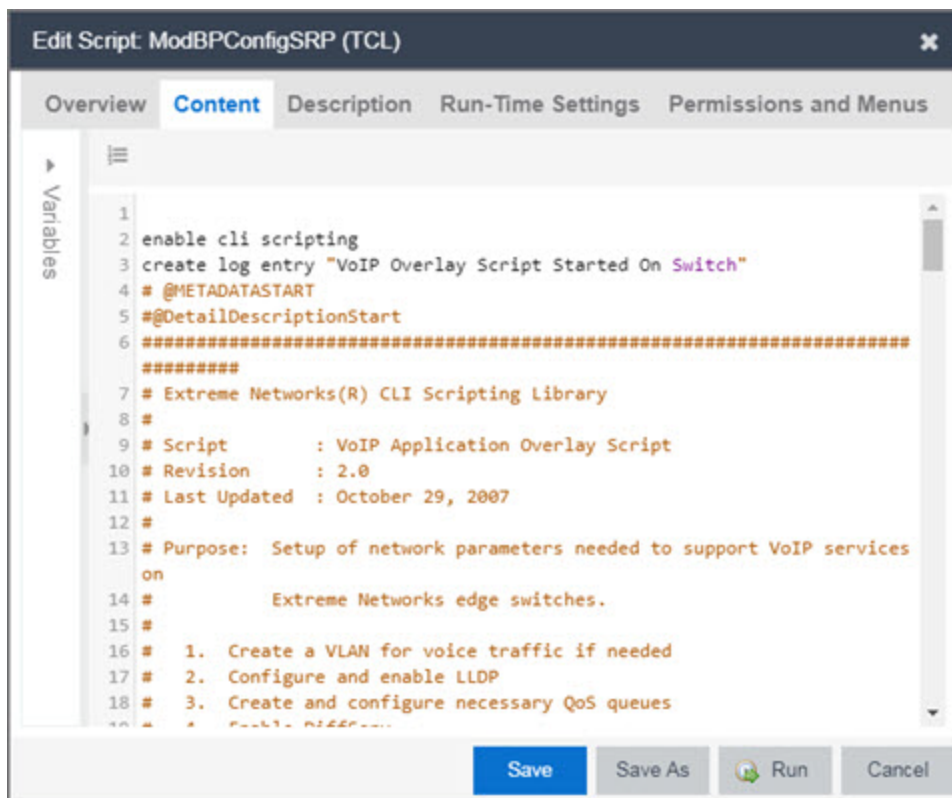 Edit Script: ModBPConfigSRP (TCL)
Overview Content Description Run-Time Settings Permissions and Menus
Variables
1
2 enable cli scripting
3 create log entry "VoIP Overlay Script Started On Switch"
4 # @METADATASTART
5 #@DetailDescriptionStart
6 #######################################################################
#########
7 # Extreme Networks(R) CLI Scripting Library
8 #
9 # Script : VoIP Application Overlay Script
10 # Revision : 2.0
11 # Last Updated : October 29, 2007
12 #
13 # Purpose: Setup of network parameters needed to support VoIP services
on
14 # Extreme Networks edge switches.
15 #
16 # 1. Create a VLAN for voice traffic if needed
17 # 2. Configure and enable LLDP
18 # 3. Create and configure necessary QoS queues
19 # 4. Enable DiffServ
Save Save As Run Cancel